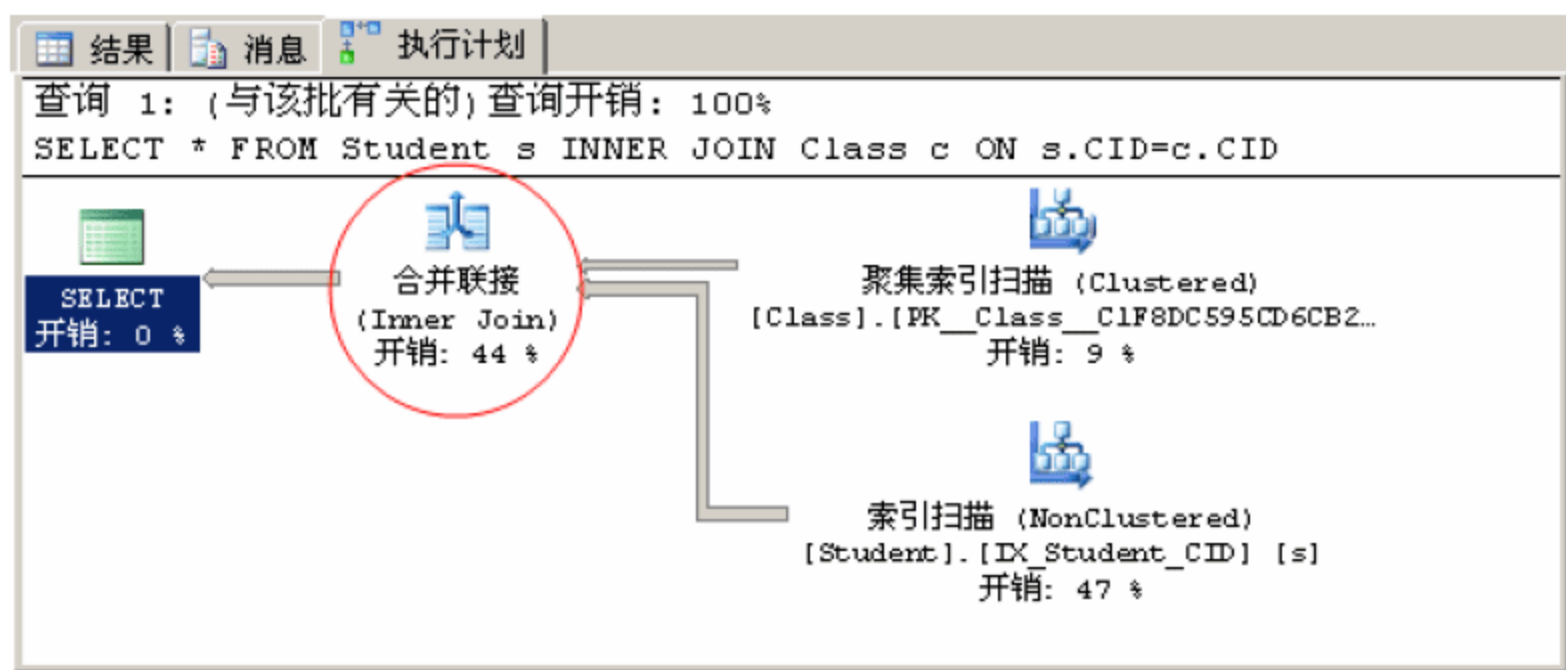 结果 消息 执行计划
查询 1: (与该批有关的)查询开销: 100%
SELECT * FROM Student s INNER JOIN Class c ON s.CID=c.CID
SELECT
开销: 0 %
合并联接
(Inner Join)
开销: 44 %
聚集索引扫描 (Clustered)
[Class].[PK__Class__C1F8DC595CD6CB2…
开销: 9 %
索引扫描 (NonClustered)
[Student].[IX_Student_CID] [s]
开销: 47 %